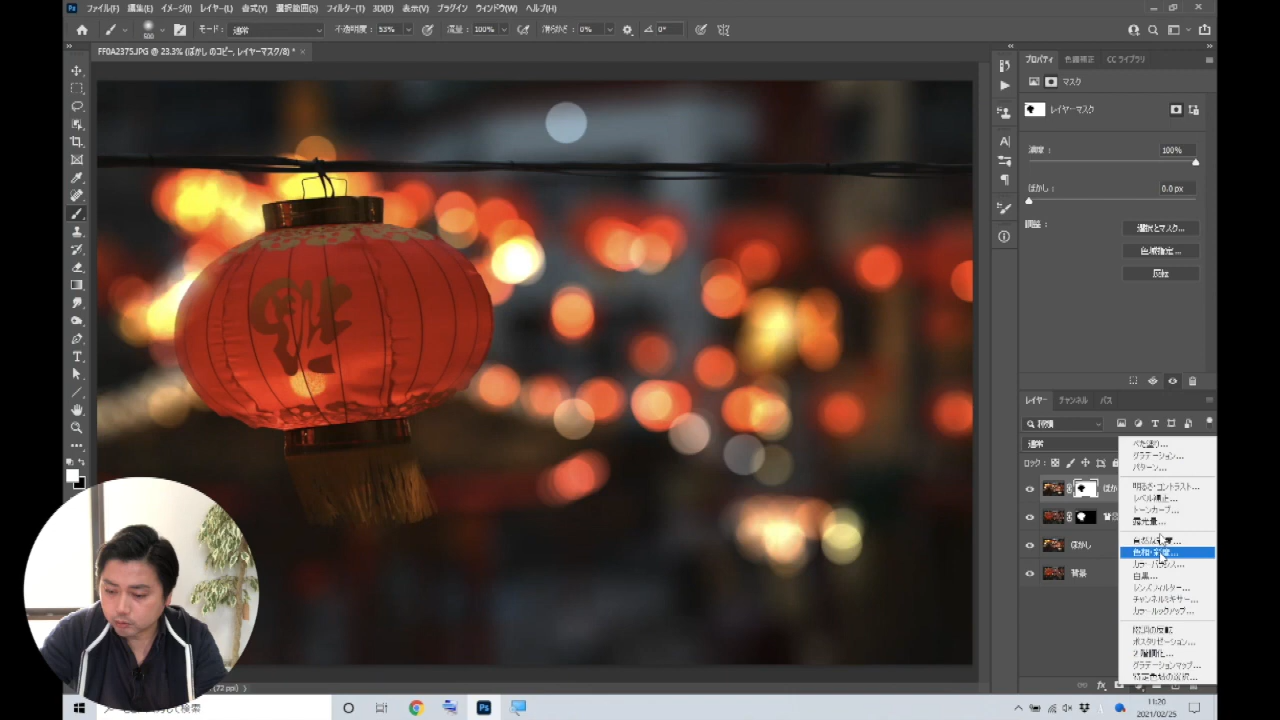 ファイル(F) 編集(E) イメージ(I) レイヤー(L) 書式(Y) 選択範囲(S) フィルター(T) 3D(D) 表示(V) プラグイン ウィンドウ(W) ヘルプ(H)
500 モード: 通常 不透明度: 53% 流量: 100% 滑らかさ: 0% 0°
FF0A2375.JPG @ 23.3% (ぼかし のコピー, レイヤーマスク/8) *
プロパティ 色調補正 CC ライブラリ
マスク
レイヤーマスク
濃度: 100%
ぼかし: 0.0 px
調整:
選択とマスク...
色域指定...
反転
レイヤー チャンネル パス
種類
通常
ロック:
ぼか
ぼかし
背景
べた塗り...
グラデーション...
パターン...
明るさ・コントラスト...
レベル補正...
トーンカーブ...
露光量...
色相・彩度...
カラーバランス...
白黒...
レンズフィルター...
チャンネルミキサー...
カラールックアップ...
階調の反転
ポスタリゼーション...
2 階調化...
グラデーションマップ...
特定色域の選択...
(72 ppi)
11:20
2021/02/25